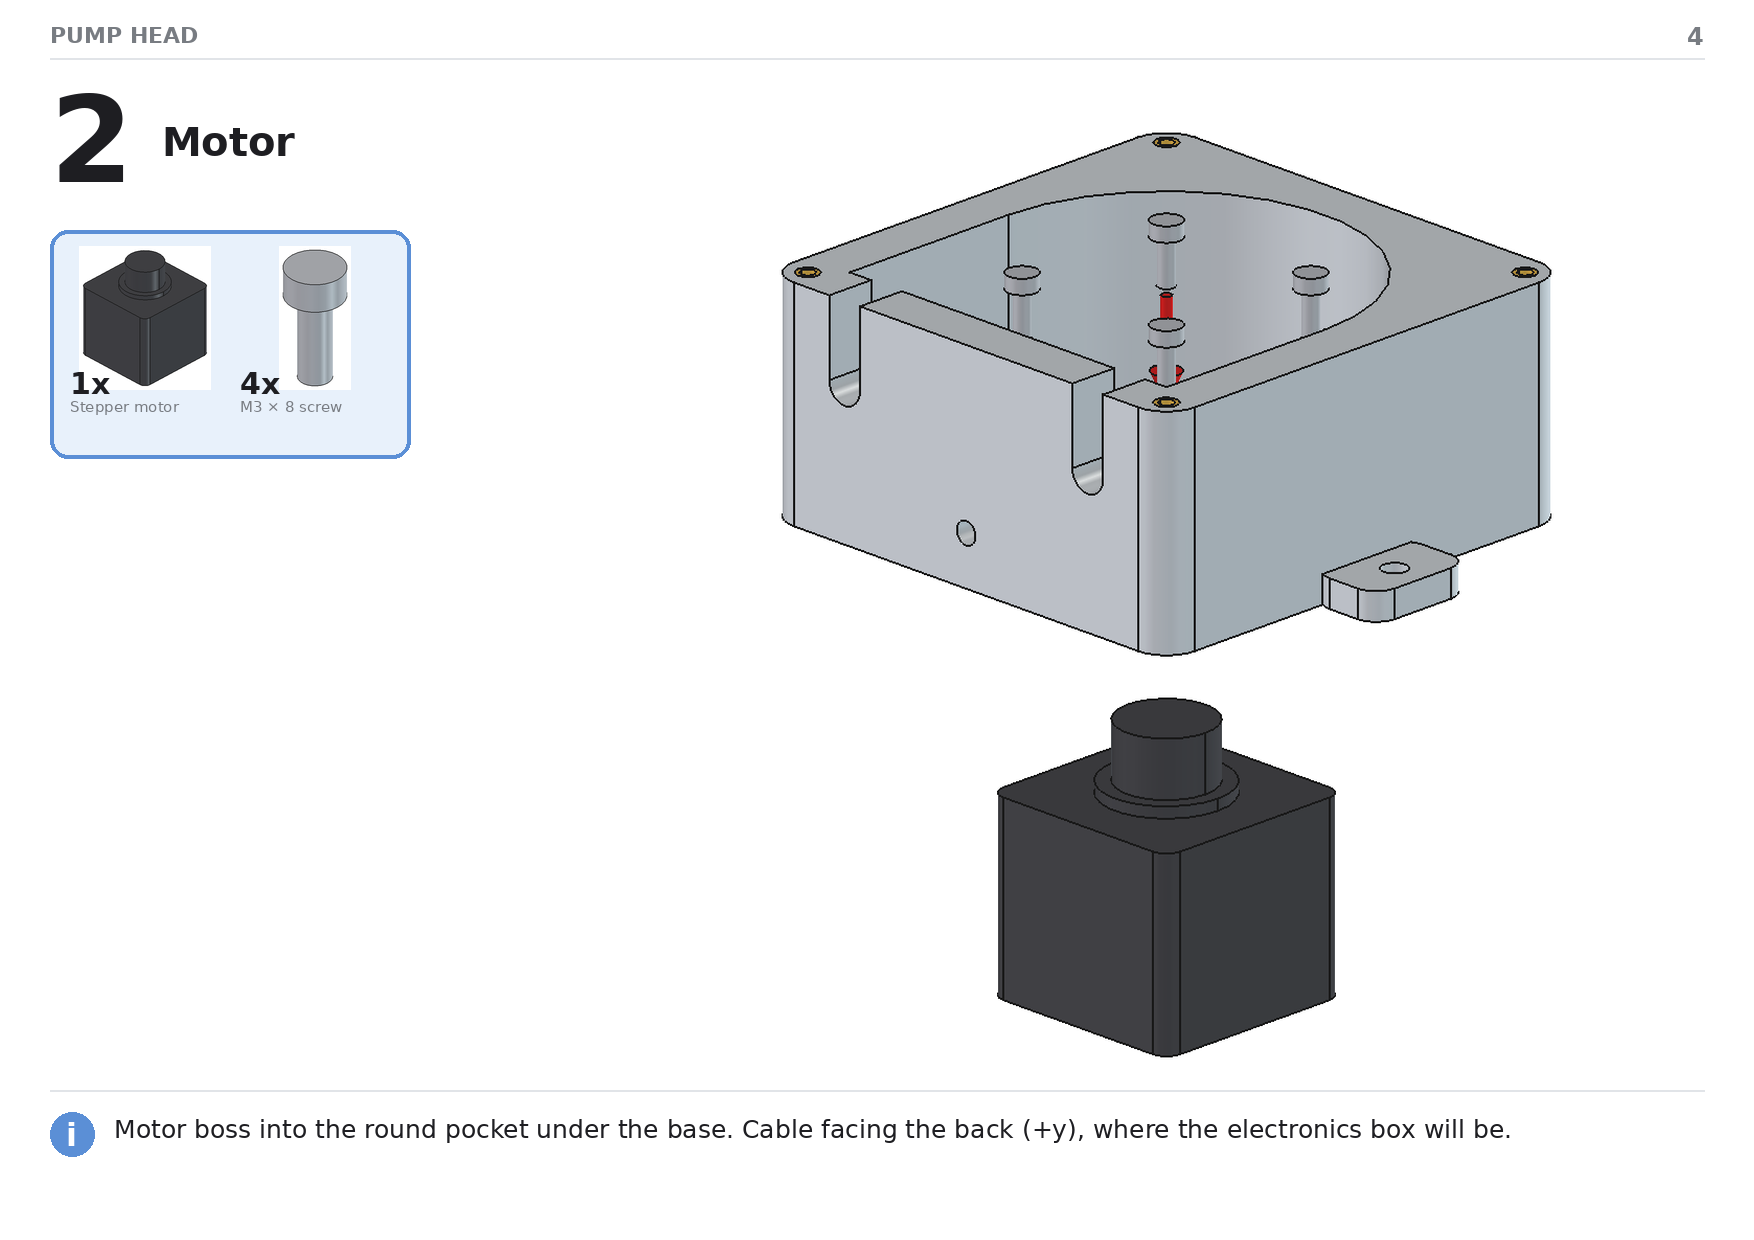 PUMP HEAD
4
2
Motor
1x
Stepper motor
4x
M3 × 8 screw
i
Motor boss into the round pocket under the base. Cable facing the back (+y), where the electronics box will be.